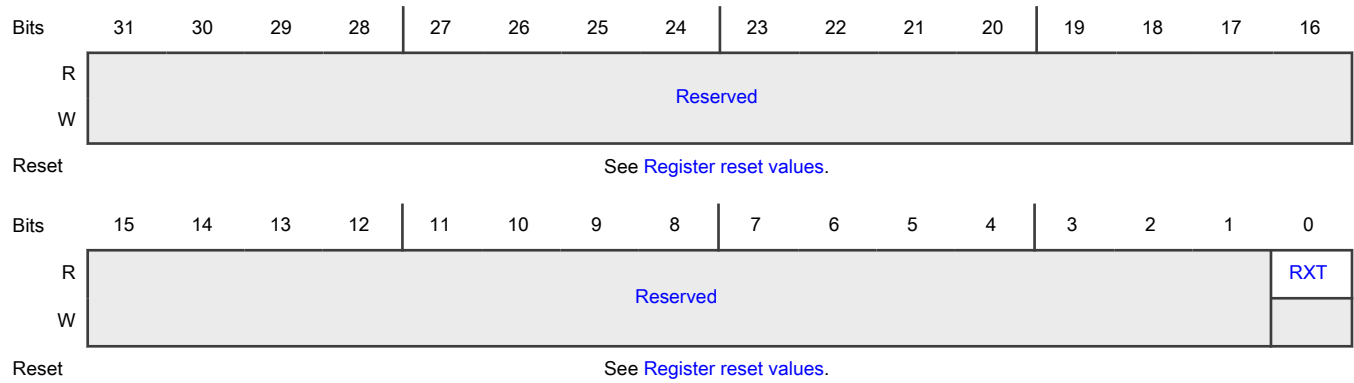 Bits 31 30 29 28 27 26 25 24 23 22 21 20 19 18 17 16
R
Reserved
W
Reset See Register reset values.
Bits 15 14 13 12 11 10 9 8 7 6 5 4 3 2 1 0
R RXT
Reserved
W
Reset See Register reset values.